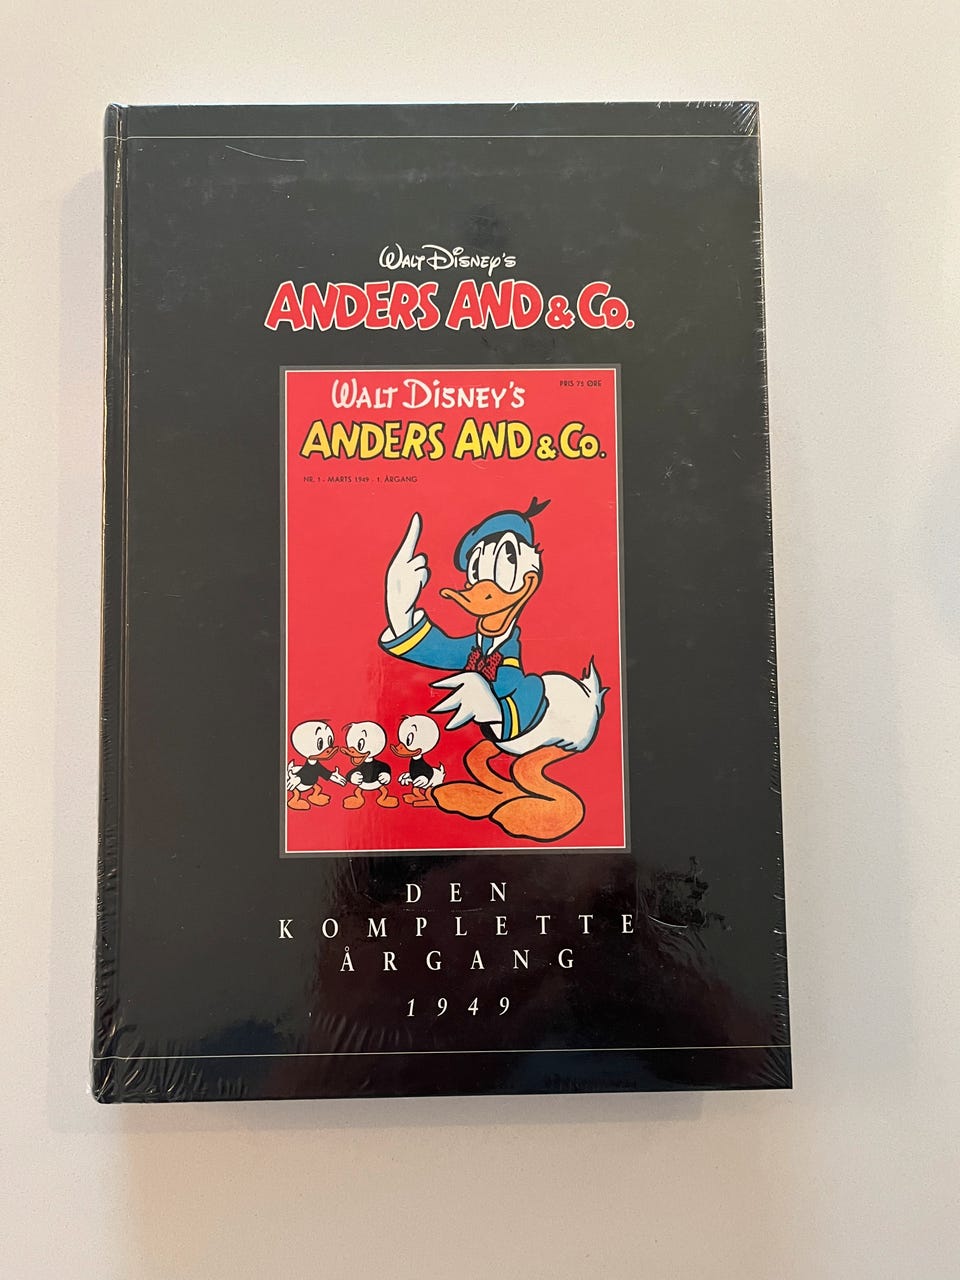 WALT DISNEY'S
ANDERS AND & Co.
WALT DISNEY'S
PRIS 75 ØRE
ANDERS AND & Co.
NR. 1 - MARTS 1949 - 1. ÅRGANG
DEN
KOMPLETTE
ÅRGANG
1949